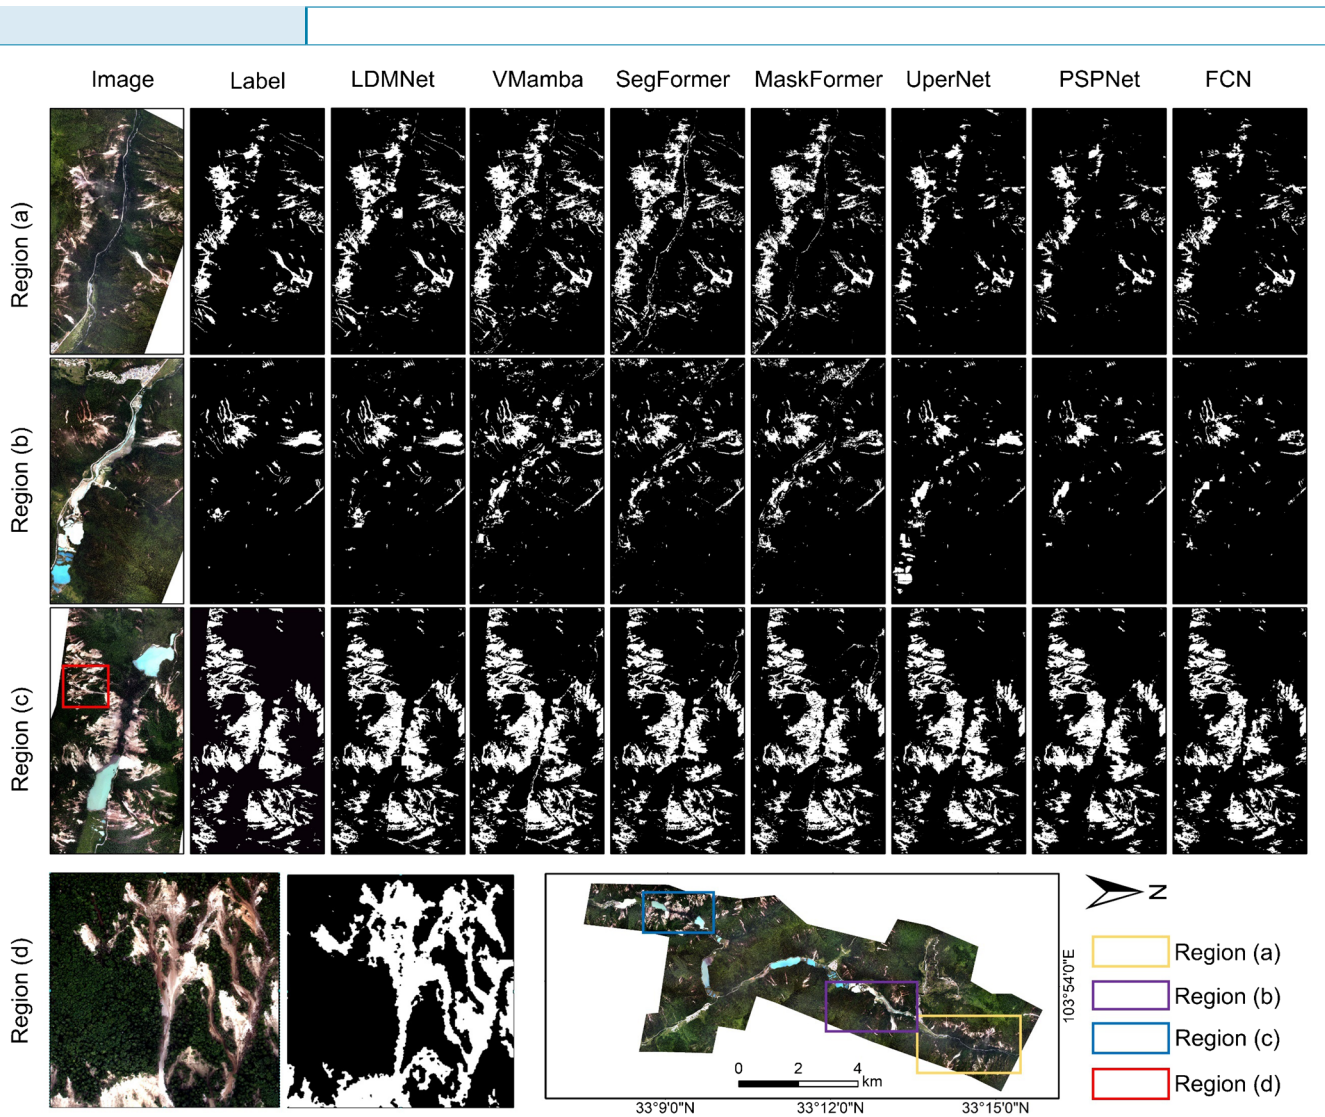 Image Label LDMNet VMamba SegFormer MaskFormer UperNet PSPNet FCN
Region (a)
Region (b)
Region (c)
Region (d)
N
103°54'0"E
0 2 4
km
33°9'0"N 33°12'0"N 33°15'0"N
Region (a)
Region (b)
Region (c)
Region (d)